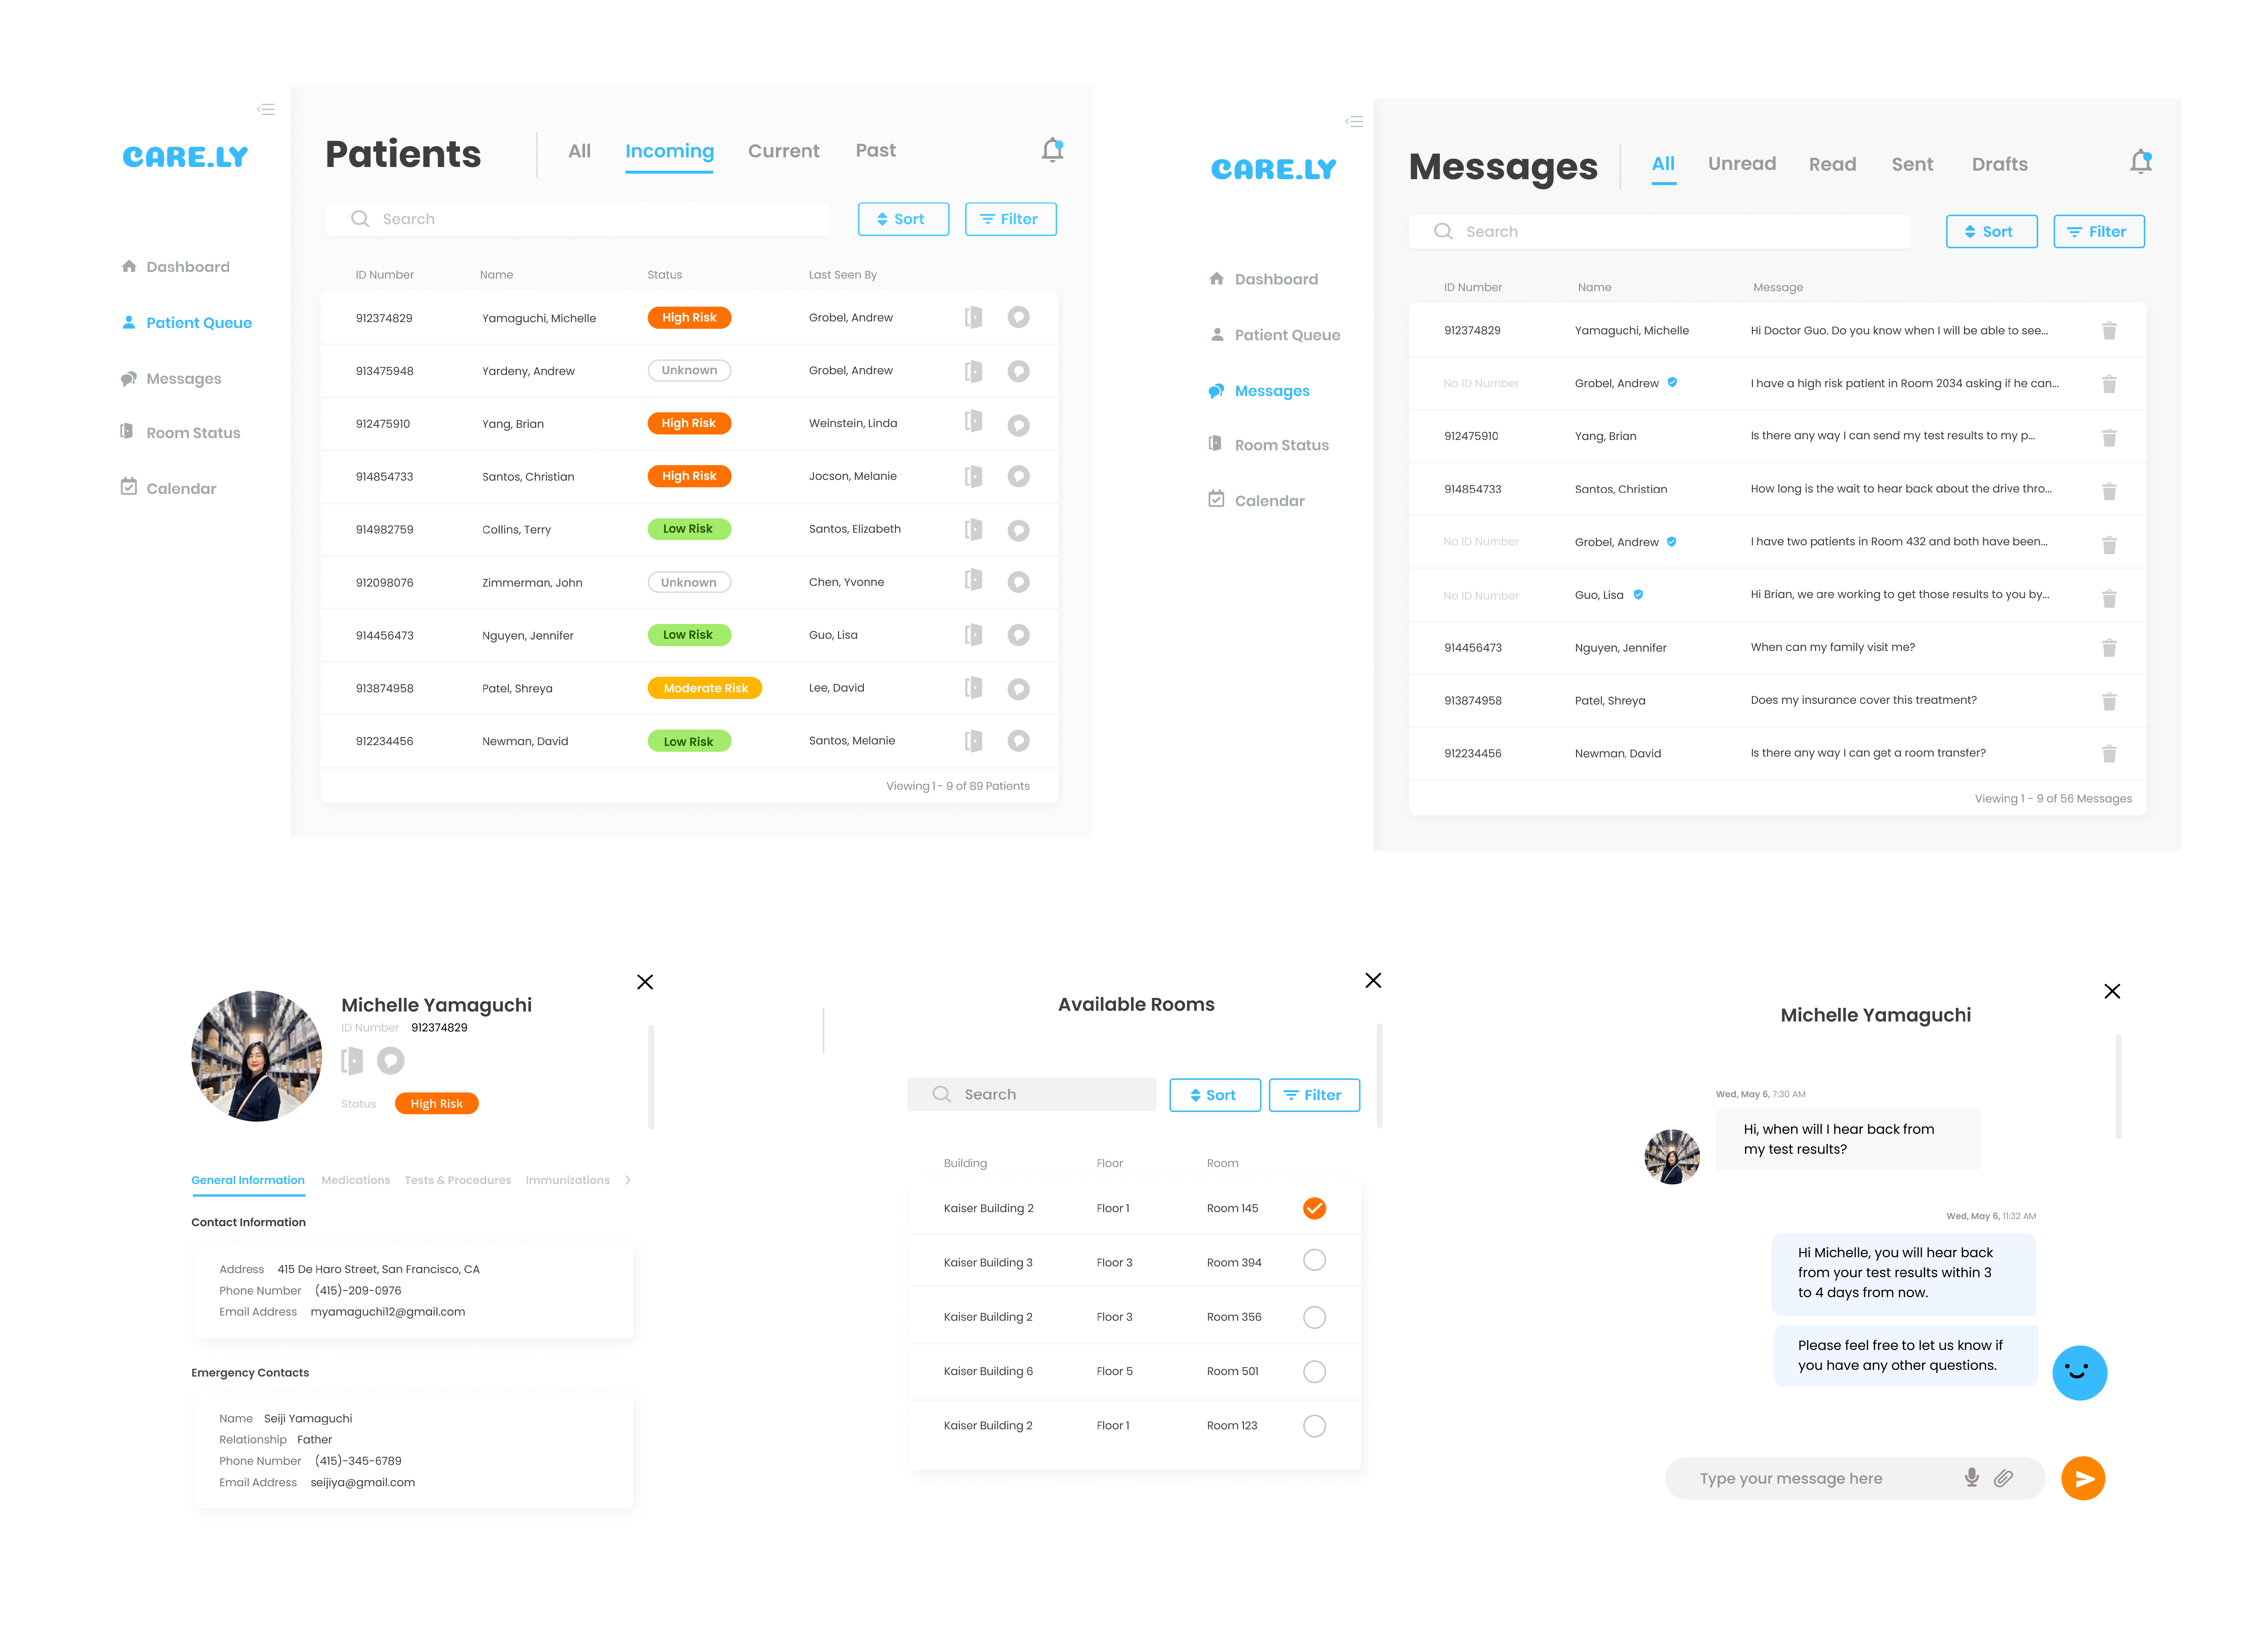 CARE.LY
Dashboard
Patient Queue
Messages
Room Status
Calendar
Patients
All Incoming Current Past
Search
Sort
Filter
ID Number Name Status Last Seen By
912374829 Yamaguchi, Michelle High Risk Grobel, Andrew
913475948 Yardeny, Andrew Unknown Grobel, Andrew
912475910 Yang, Brian High Risk Weinstein, Linda
914854733 Santos, Christian High Risk Jocson, Melanie
914982759 Collins, Terry Low Risk Santos, Elizabeth
912098076 Zimmerman, John Unknown Chen, Yvonne
914456473 Nguyen, Jennifer Low Risk Guo, Lisa
913874958 Patel, Shreya Moderate Risk Lee, David
912234456 Newman, David Low Risk Santos, Melanie
Viewing 1 - 9 of 89 Patients
CARE.LY
Dashboard
Patient Queue
Messages
Room Status
Calendar
Messages
All Unread Read Sent Drafts
Search
Sort
Filter
ID Number Name Message
912374829 Yamaguchi, Michelle Hi Doctor Guo. Do you know when I will be able to see...
No ID Number Grobel, Andrew I have a high risk patient in Room 2034 asking if he can...
912475910 Yang, Brian Is there any way I can send my test results to my p...
914854733 Santos, Christian How long is the wait to hear back about the drive thro...
No ID Number Grobel, Andrew I have two patients in Room 432 and both have been...
No ID Number Guo, Lisa Hi Brian, we are working to get those results to you by...
914456473 Nguyen, Jennifer When can my family visit me?
913874958 Patel, Shreya Does my insurance cover this treatment?
912234456 Newman, David Is there any way I can get a room transfer?
Viewing 1 - 9 of 56 Messages
Michelle Yamaguchi
ID Number 912374829
Status High Risk
General Information Medications Tests & Procedures Immunizations
Contact Information
Address 415 De Haro Street, San Francisco, CA
Phone Number (415)-209-0976
Email Address myamaguchi12@gmail.com
Emergency Contacts
Name Seiji Yamaguchi
Relationship Father
Phone Number (415)-345-6789
Email Address seijiya@gmail.com
Available Rooms
Search
Sort
Filter
Building Floor Room
Kaiser Building 2 Floor 1 Room 145
Kaiser Building 3 Floor 3 Room 394
Kaiser Building 2 Floor 3 Room 356
Kaiser Building 6 Floor 5 Room 501
Kaiser Building 2 Floor 1 Room 123
Michelle Yamaguchi
Wed, May 6, 7:30 AM
Hi, when will I hear back from
my test results?
Wed, May 6, 11:32 AM
Hi Michelle, you will hear back
from your test results within 3
to 4 days from now.
Please feel free to let us know if
you have any other questions.
Type your message here